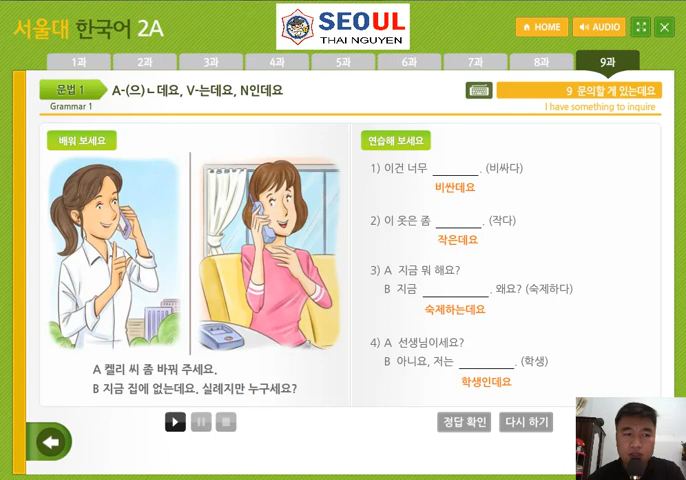 서울대 한국어 2A
SEOUL
THAI NGUYEN
HOME
AUDIO
1과 2과 3과 4과 5과 6과 7과 8과 9과
문법 1 A-(으)ㄴ데요, V-는데요, N인데요
Grammar 1
9 문의할 게 있는데요
I have something to inquire
배워 보세요
A 켈리 씨 좀 바꿔 주세요.
B 지금 집에 없는데요. 실례지만 누구세요?
연습해 보세요
1) 이건 너무 ______. (비싸다)
비싼데요
2) 이 옷은 좀 ______. (작다)
작은데요
3) A 지금 뭐 해요?
B 지금 ______. 왜요? (숙제하다)
숙제하는데요
4) A 선생님이세요?
B 아니요, 저는 ______. (학생)
학생인데요
정답 확인
다시 하기